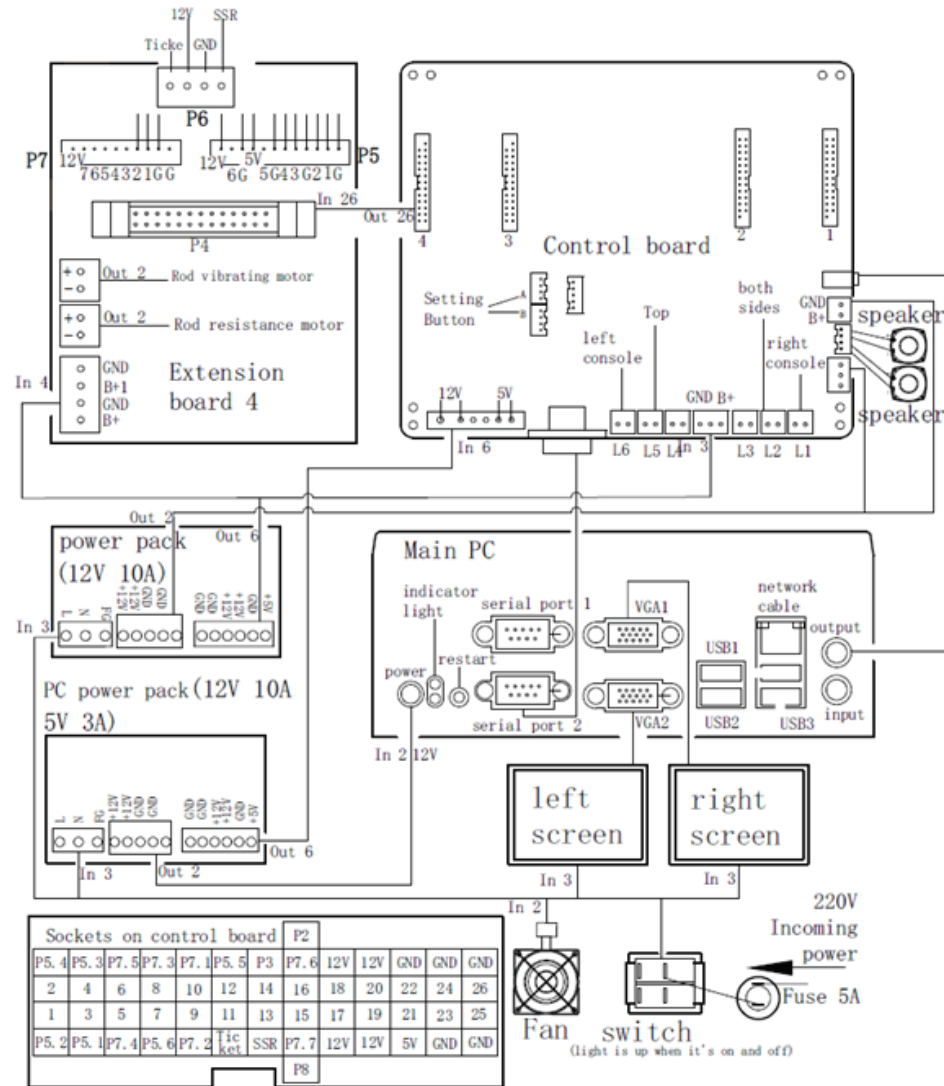 12V SSR
Ticke GND
P6
P7 12V 7654321GG
12V 6G 5V 5G43G21G P5
In 26
Out 26
P4
4 3 2 1
Control board
Out 2 Rod vibrating motor
Out 2 Rod resistance motor
Setting Button
A
B
Top
both sides
left console
right console
GND
B+
speaker
speaker
In 4
GND
B+1
GND
B+
Extension board 4
12V 5V
GND B+
In 6
L6 L5 L4 In 3 L3 L2 L1
Out 2
Out 6
power pack (12V 10A)
L N FG +12V +12V GND GND GND GND +12V +12V GND +5V
In 3
PC power pack(12V 10A 5V 3A)
L N FG +12V +12V GND GND GND GND +12V +12V GND +5V
In 3
Out 2
Out 6
Main PC
indicator light
serial port 1
VGA1
network cable
output
power
restart
USB1
serial port 2
VGA2
USB2
USB3
input
In 2 12V
left screen
right screen
In 3
In 3
In 2
220V
Incoming power
Fuse 5A
Fan
switch
(light is up when it's on and off)
Sockets on control board P2
P5.4 P5.3 P7.5 P7.3 P7.1 P5.5 P3 P7.6 12V 12V GND GND GND
2 4 6 8 10 12 14 16 18 20 22 24 26
1 3 5 7 9 11 13 15 17 19 21 23 25
P5.2 P5.1 P7.4 P5.6 P7.2 Tic ket SSR P7.7 12V 12V 5V GND GND
P8